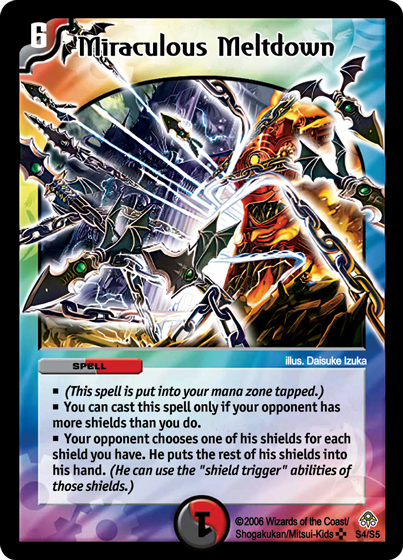 6
Miraculous Meltdown
illus. Daisuke Izuka
SPELL
▪ (This spell is put into your mana zone tapped.)
▪ You can cast this spell only if your opponent has
more shields than you do.
▪ Your opponent chooses one of his shields for each
shield you have. He puts the rest of his shields into
his hand. (He can use the "shield trigger" abilities of
those shields.)
1
©2006 Wizards of the Coast/
Shogakukan/Mitsui-Kids S4/S5